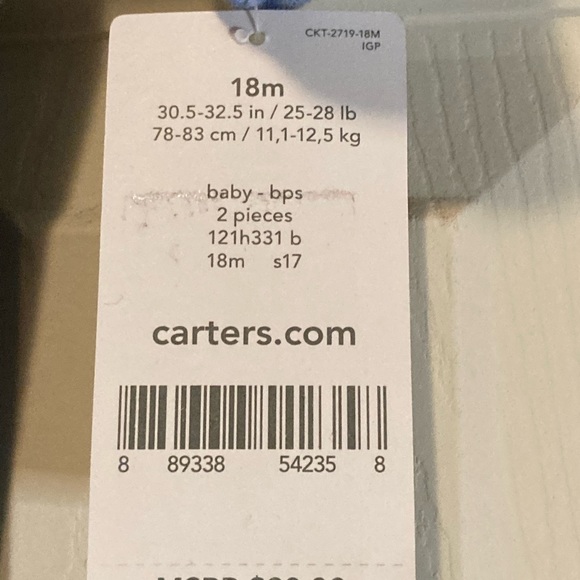 CKT-2719-18M
IGP
18m
30.5-32.5 in / 25-28 lb
78-83 cm / 11,1-12,5 kg
baby - bps
2 pieces
121h331 b
18m s17
carters.com
8 89338 54235 8